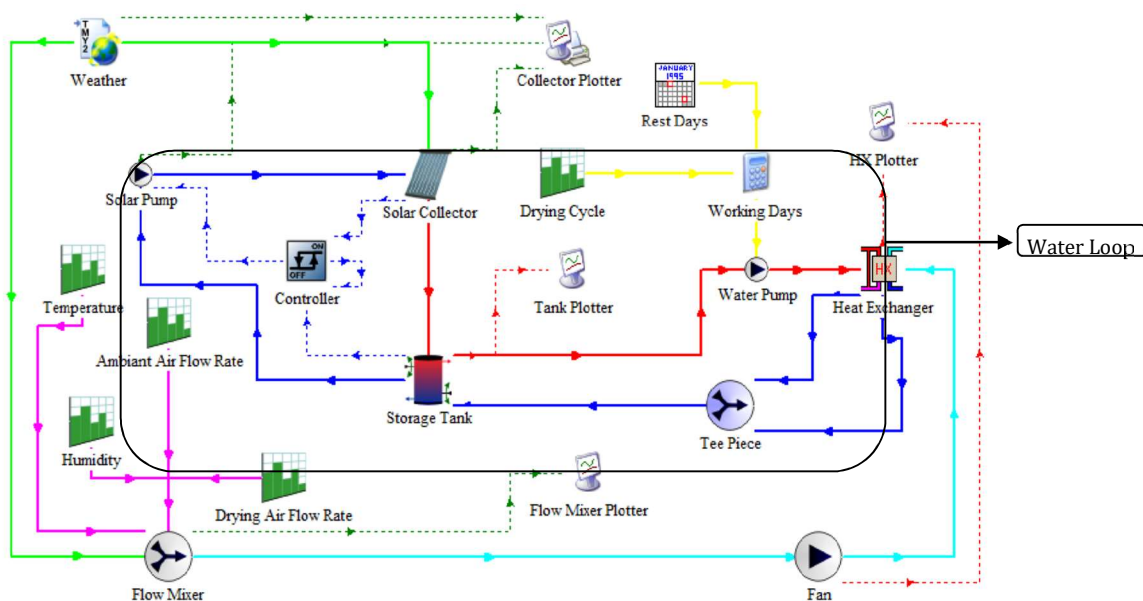 TMY2
Weather
Collector Plotter
JANUARY
1995
Rest Days
HX Plotter
Solar Pump
Solar Collector
Drying Cycle
Working Days
Water Loop
ON
OFF
Controller
Temperature
Tank Plotter
Water Pump
HX
Heat Exchanger
Ambiant Air Flow Rate
Storage Tank
Tee Piece
Humidity
Drying Air Flow Rate
Flow Mixer Plotter
Flow Mixer
Fan